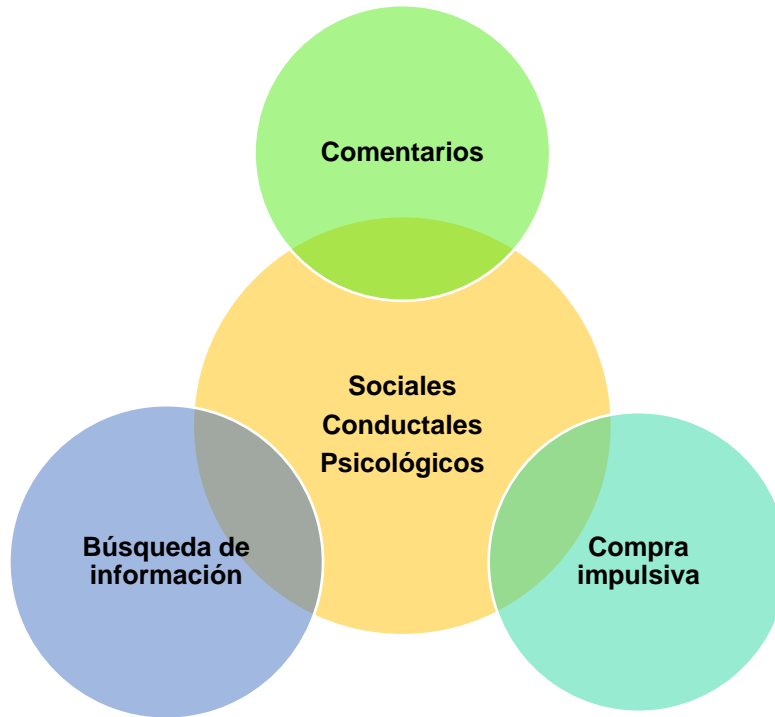 Comentarios
Sociales
Conductales
Psicológicos
Búsqueda de
información
Compra
impulsiva